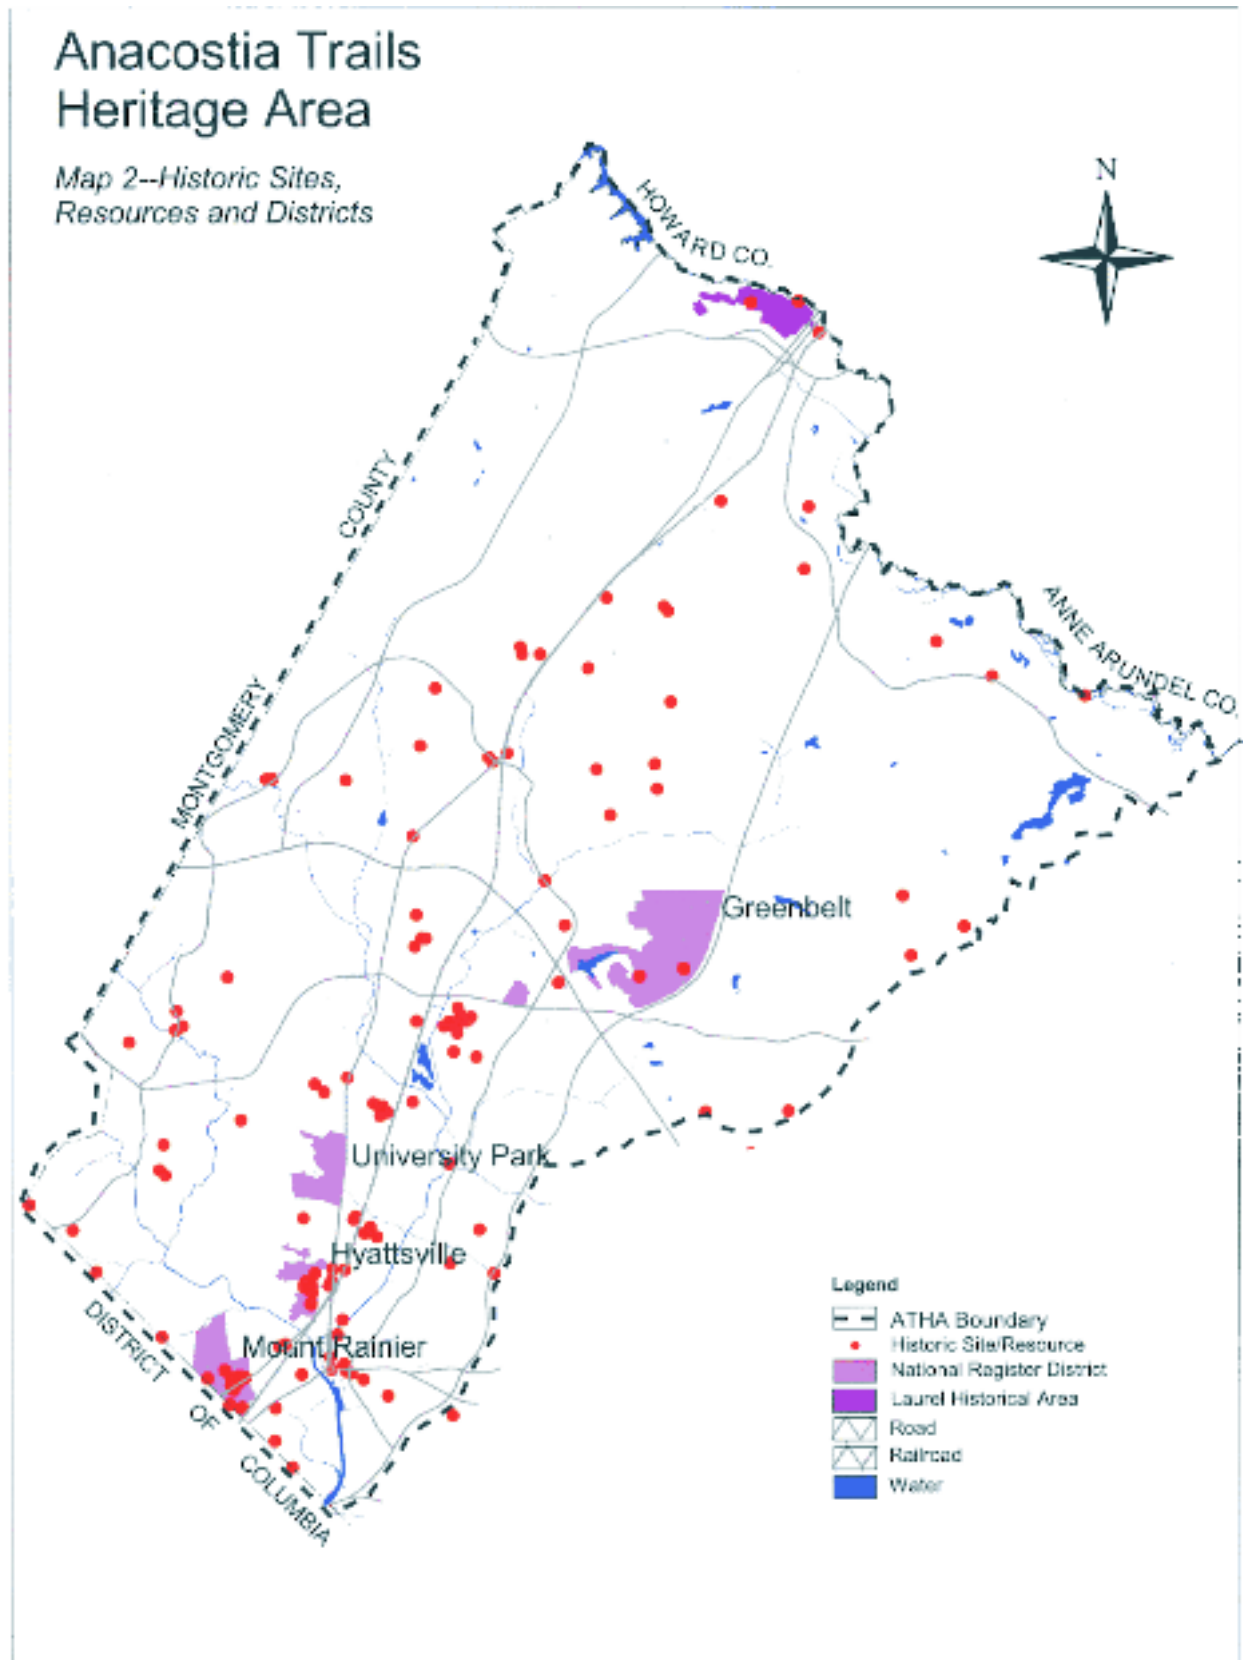 Anacostia Trails
Heritage Area
Map 2--Historic Sites,
Resources and Districts
N
HOWARD CO.
COUNTY
ANNE ARUNDEL CO.
MONTGOMERY
Greenbelt
University Park
Hyattsville
Mount Rainier
DISTRICT
OF
COLUMBIA
Legend
ATHA Boundary
Historic Site/Resource
National Register District
Laurel Historical Area
Road
Railroad
Water